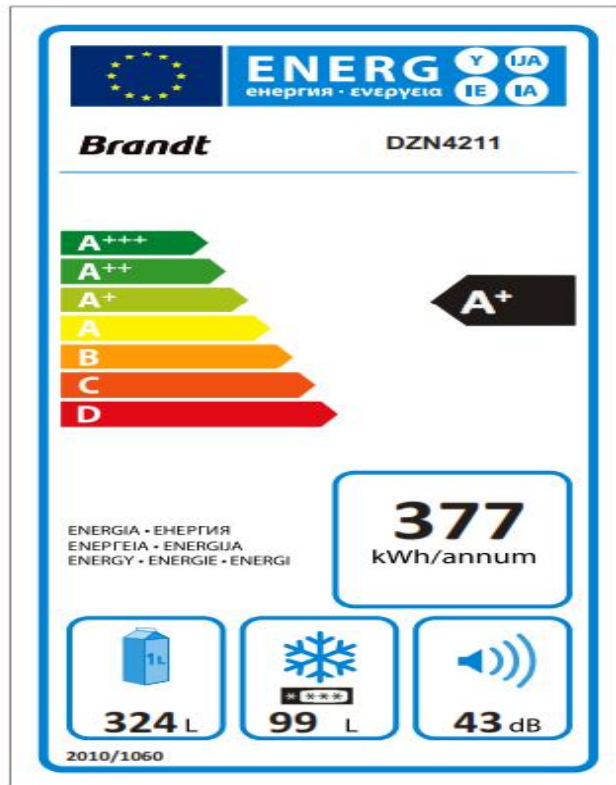 ENERG Y IJA
енергия · ενεργεια IE IA
Brandt DZN4211
A+++
A++
A+
A+
A
B
C
D
377
kWh/annum
ENERGIA · ЕНЕРГИЯ
ΕΝΕΡΓΕΙΑ · ENERGIJA
ENERGY · ENERGIE · ENERGI
1L
324 L
****
99 L
43 dB
2010/1060